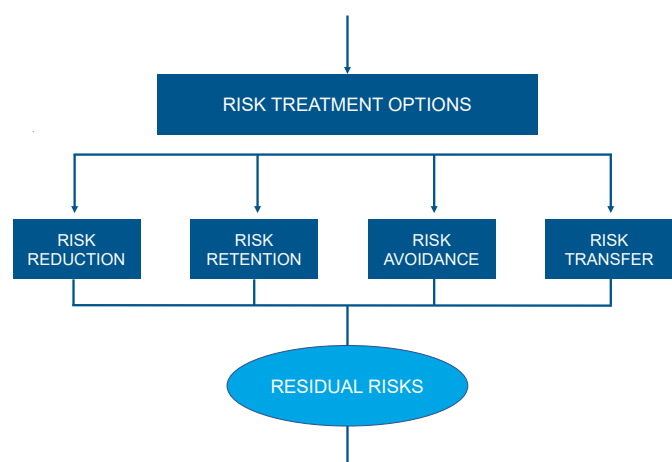 RISK TREATMENT OPTIONS
RISK
REDUCTION
RISK
RETENTION
RISK
AVOIDANCE
RISK
TRANSFER
RESIDUAL RISKS